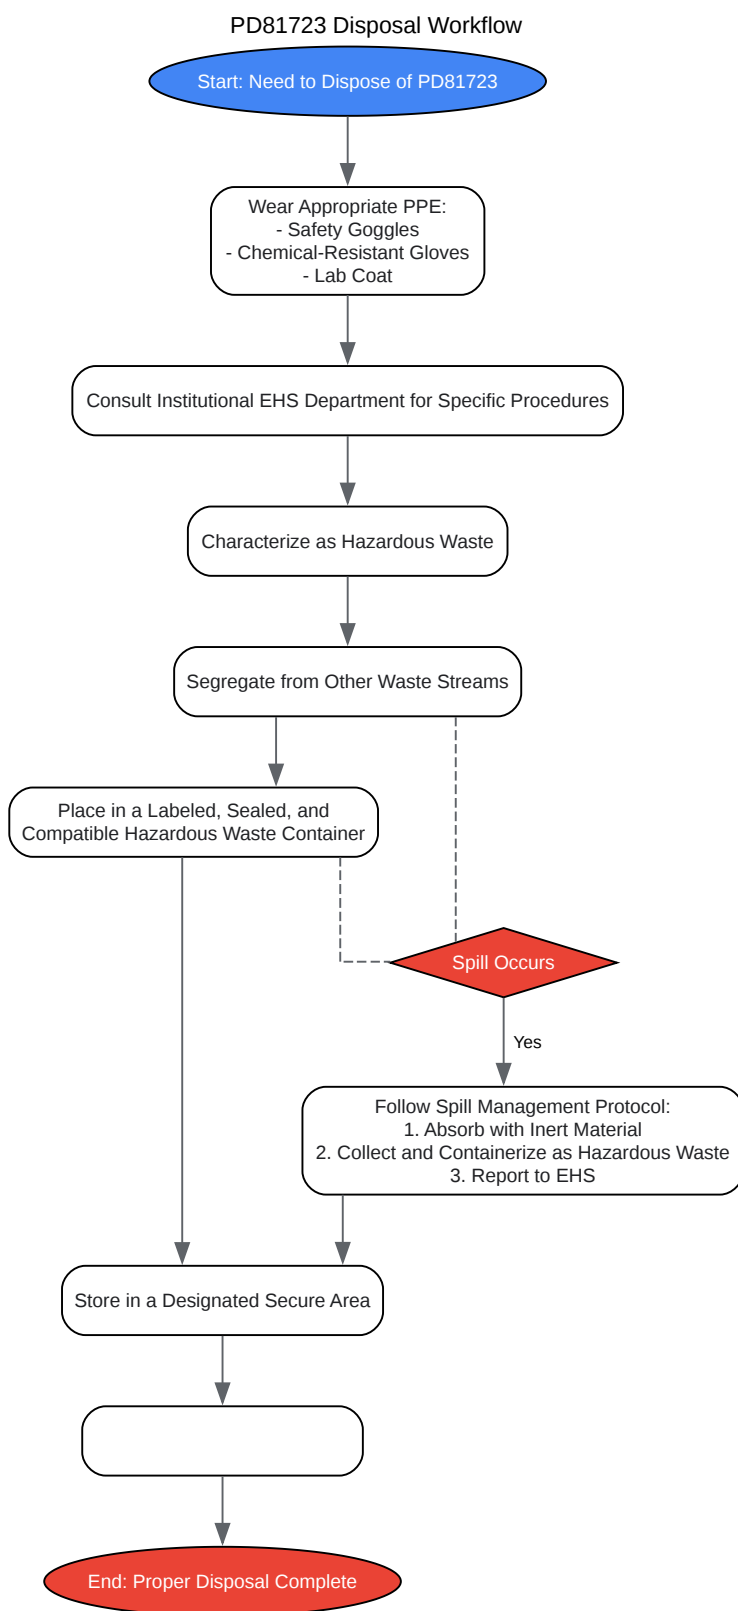 PD81723 Disposal Workflow
Start: Need to Dispose of PD81723
Wear Appropriate PPE:
- Safety Goggles
- Chemical-Resistant Gloves
- Lab Coat
Consult Institutional EHS Department for Specific Procedures
Characterize as Hazardous Waste
Segregate from Other Waste Streams
Place in a Labeled, Sealed, and
Compatible Hazardous Waste Container
Spill Occurs
Yes
Follow Spill Management Protocol:
1. Absorb with Inert Material
2. Collect and Containerize as Hazardous Waste
3. Report to EHS
Store in a Designated Secure Area
End: Proper Disposal Complete